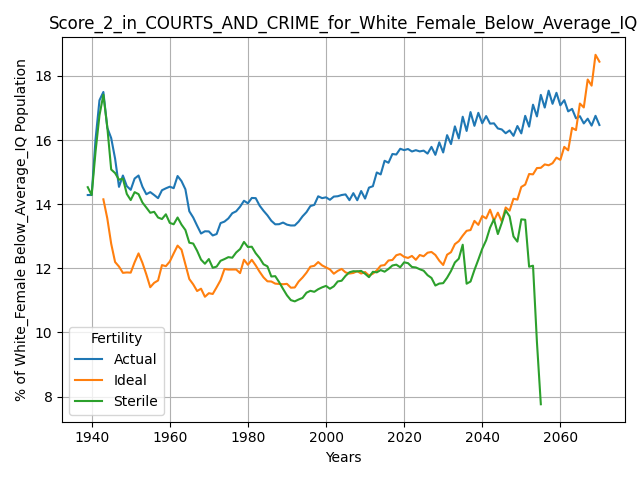 Score_2_in_COURTS_AND_CRIME_for_White_Female_Below_Average_IQ
% of White_Female Below_Average_IQ Population
18
16
14
12
10
8
Fertility
Actual
Ideal
Sterile
1940 1960 1980 2000 2020 2040 2060
Years